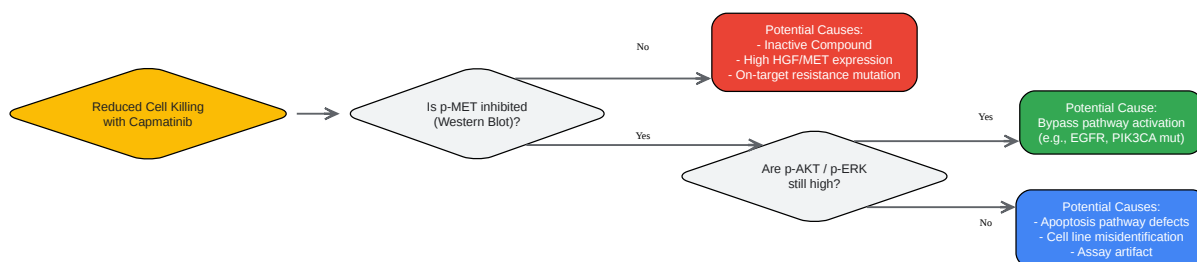 Reduced Cell Killing
with Capmatinib
Is p-MET inhibited
(Western Blot)?
No
Potential Causes:
- Inactive Compound
- High HGF/MET expression
- On-target resistance mutation
Yes
Are p-AKT / p-ERK
still high?
Yes
Potential Cause:
Bypass pathway activation
(e.g., EGFR, PIK3CA mut)
No
Potential Causes:
- Apoptosis pathway defects
- Cell line misidentification
- Assay artifact